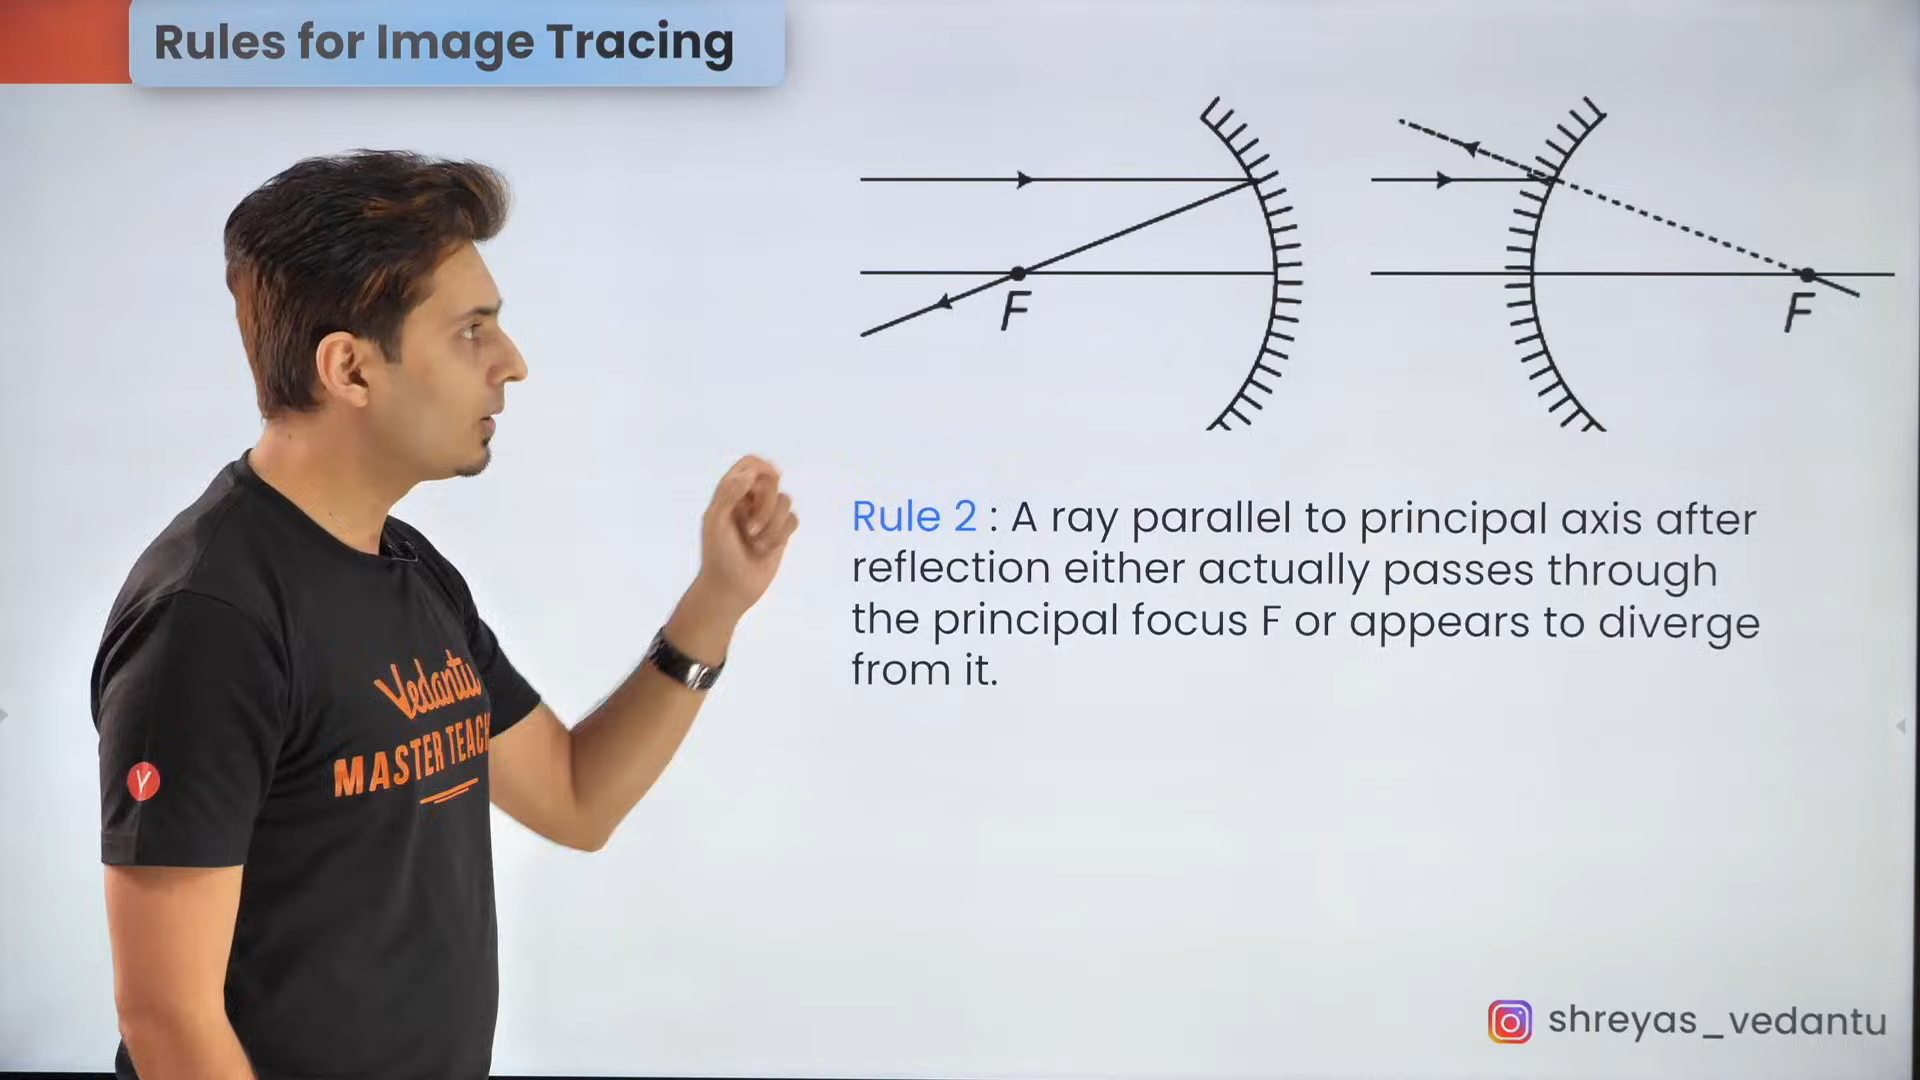 Rules for Image Tracing
F
F
Rule 2 : A ray parallel to principal axis after
reflection either actually passes through
the principal focus F or appears to diverge
from it.
Vedantu
MASTER TEACH
shreyas_vedantu